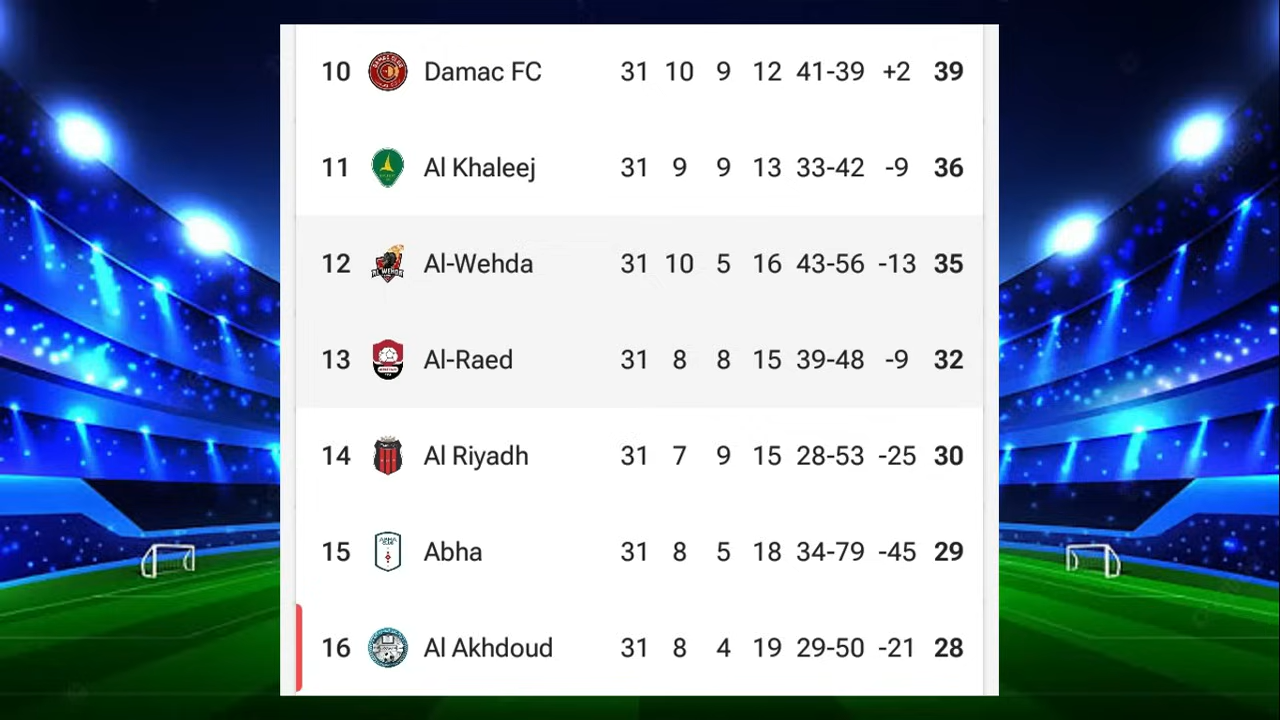 10 Damac FC 31 10 9 12 41-39 +2 39
11 Al Khaleej 31 9 9 13 33-42 -9 36
12 Al-Wehda 31 10 5 16 43-56 -13 35
13 Al-Raed 31 8 8 15 39-48 -9 32
14 Al Riyadh 31 7 9 15 28-53 -25 30
15 Abha 31 8 5 18 34-79 -45 29
16 Al Akhdoud 31 8 4 19 29-50 -21 28